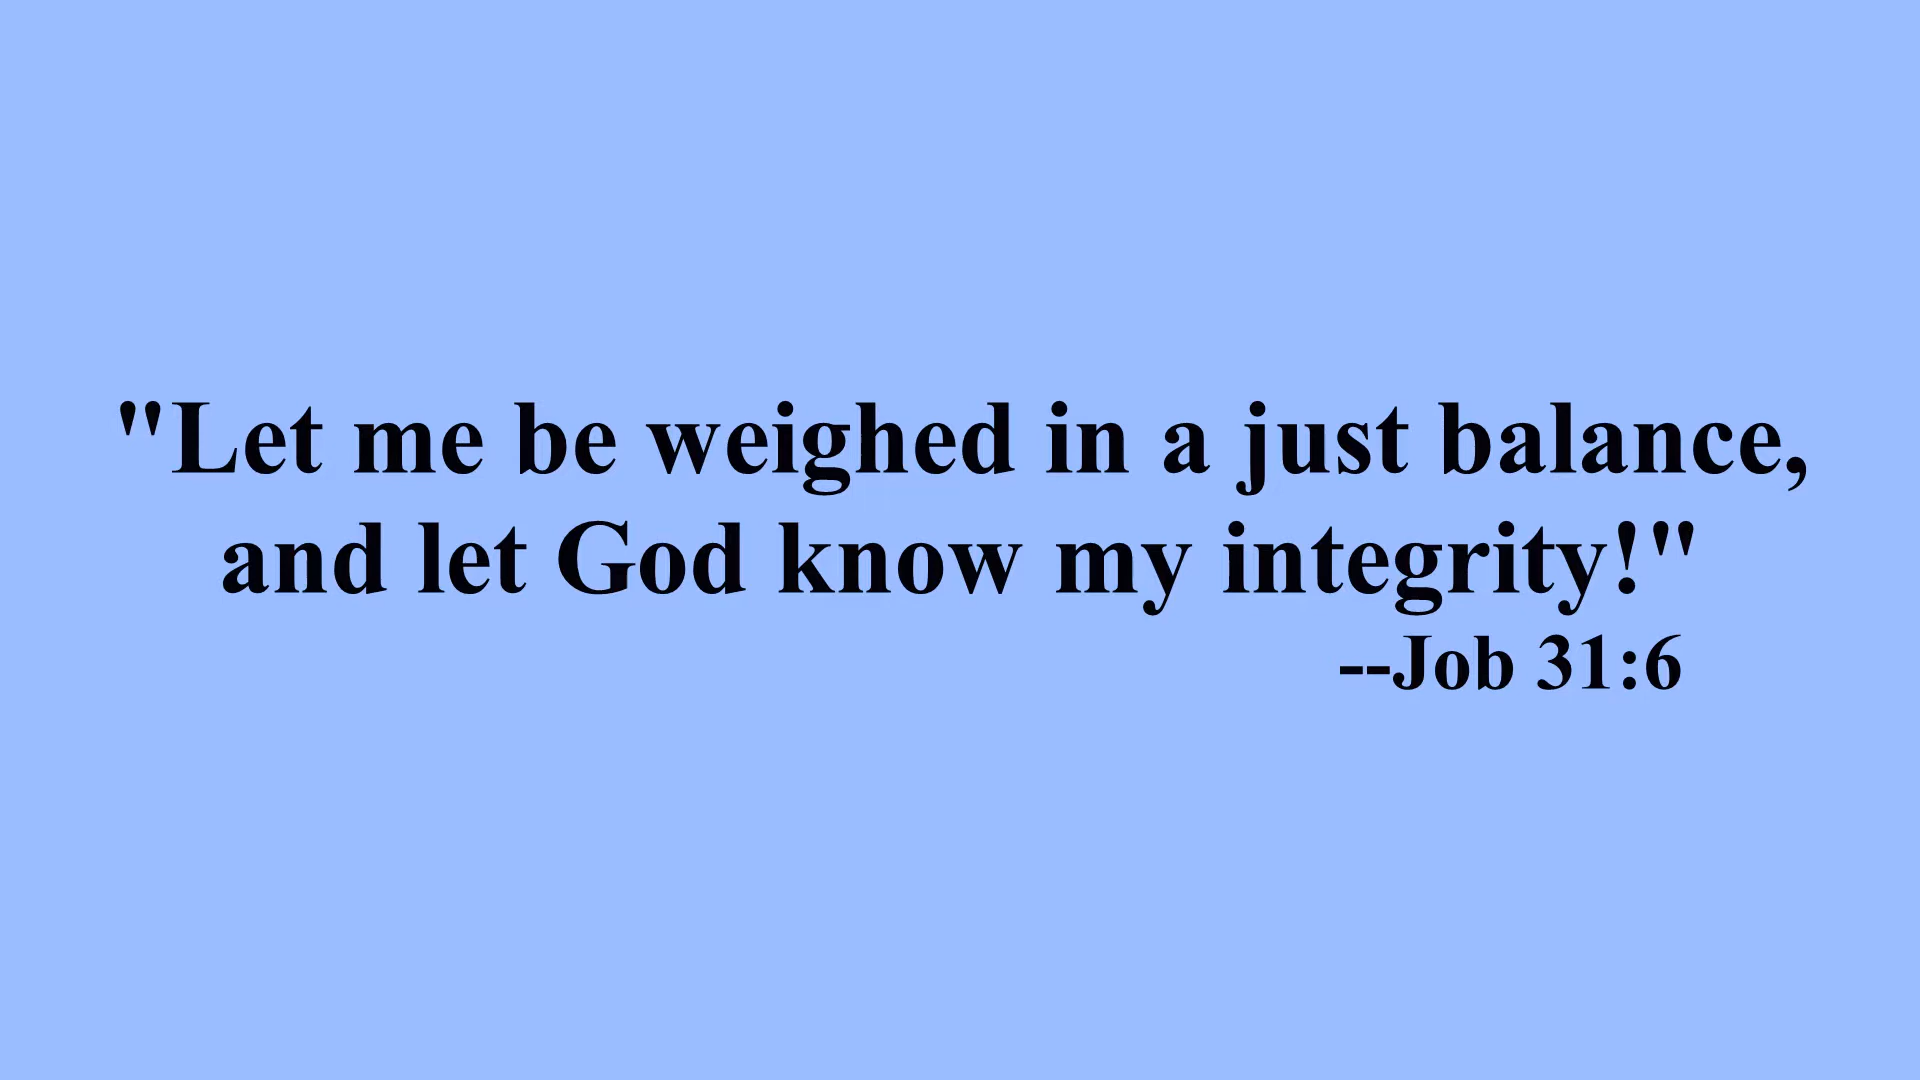 "Let me be weighed in a just balance,
and let God know my integrity!"
--Job 31:6